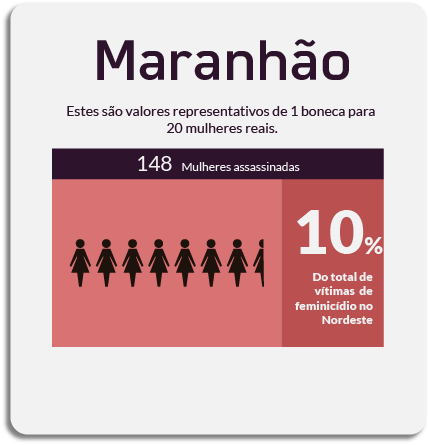 Maranhão
Estes são valores representativos de 1 boneca para
20 mulheres reais.
148 Mulheres assassinadas
10%
Do total de
vítimas de
feminicídio no
Nordeste